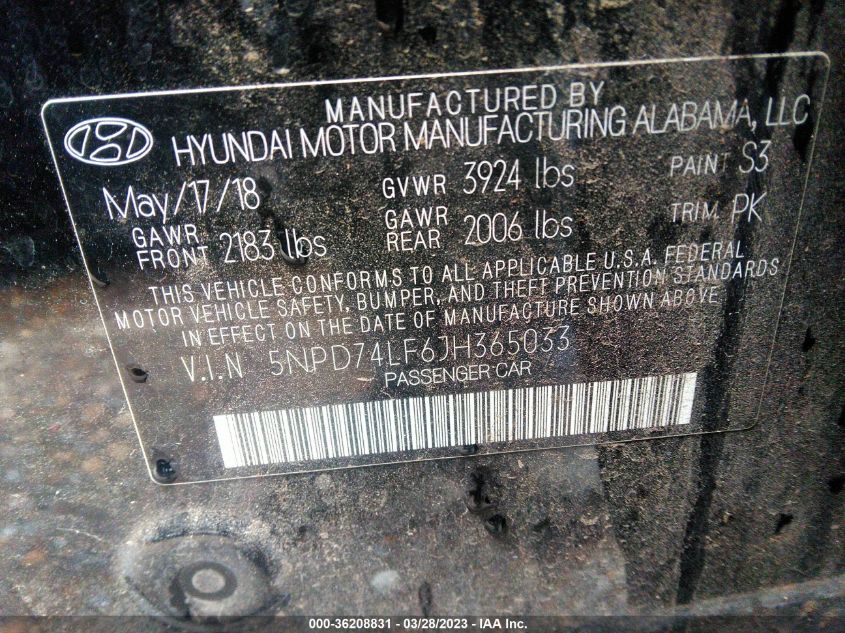 MANUFACTURED BY
HYUNDAI MOTOR MANUFACTURING ALABAMA, LLC
May/17/18 GVWR 3924 lbs PAINT S3
GAWR FRONT 2183 lbs GAWR REAR 2006 lbs TRIM PK
THIS VEHICLE CONFORMS TO ALL APPLICABLE U.S.A. FEDERAL
MOTOR VEHICLE SAFETY, BUMPER, AND THEFT PREVENTION STANDARDS
IN EFFECT ON THE DATE OF MANUFACTURE SHOWN ABOVE
V.I.N 5NPD74LF6JH365033
PASSENGER CAR
000-36208831 - 03/28/2023 - IAA Inc.